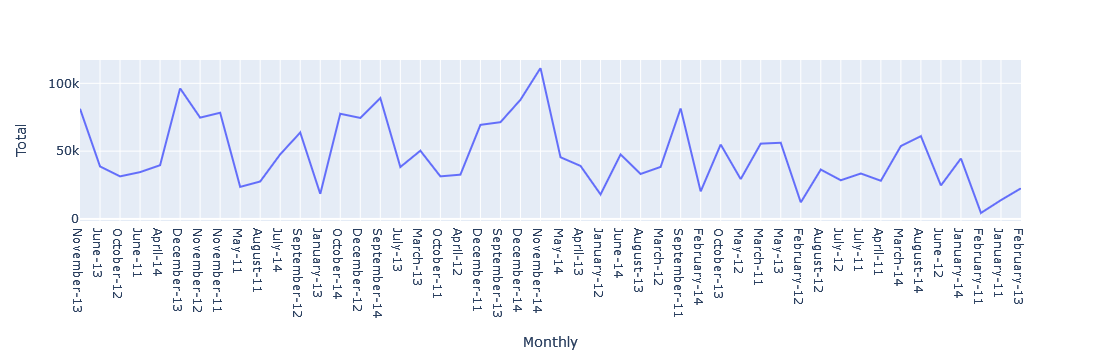 Total
100k
50k
0
November-13
June-13
October-12
June-11
April-14
December-13
November-12
November-11
May-11
August-11
July-14
September-12
January-13
October-14
December-12
September-14
July-13
March-13
October-11
April-12
December-11
September-13
December-14
November-14
May-14
April-13
January-12
June-14
August-13
March-12
September-11
February-14
October-13
May-12
March-11
May-13
February-12
August-12
July-12
July-11
April-11
March-14
August-14
June-12
January-14
February-11
January-11
February-13
Monthly